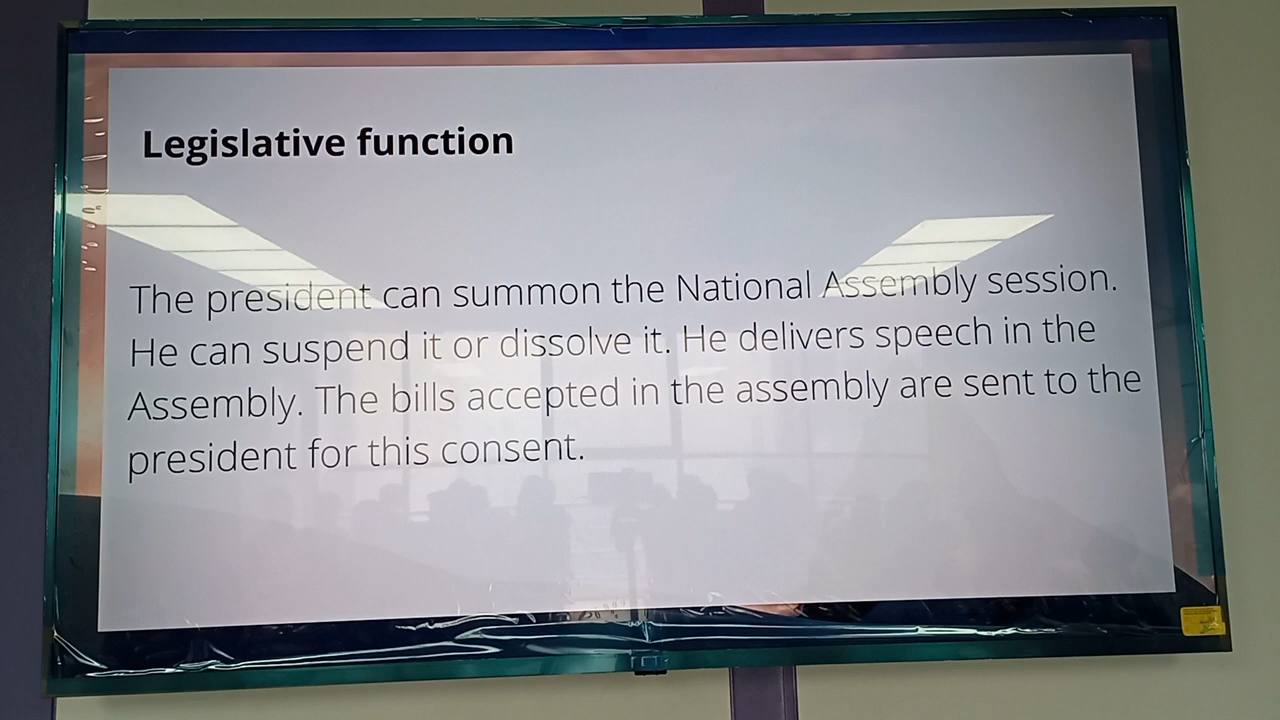 Legislative function
The president can summon the National Assembly session.
He can suspend it or dissolve it. He delivers speech in the
Assembly. The bills accepted in the assembly are sent to the
president for this consent.